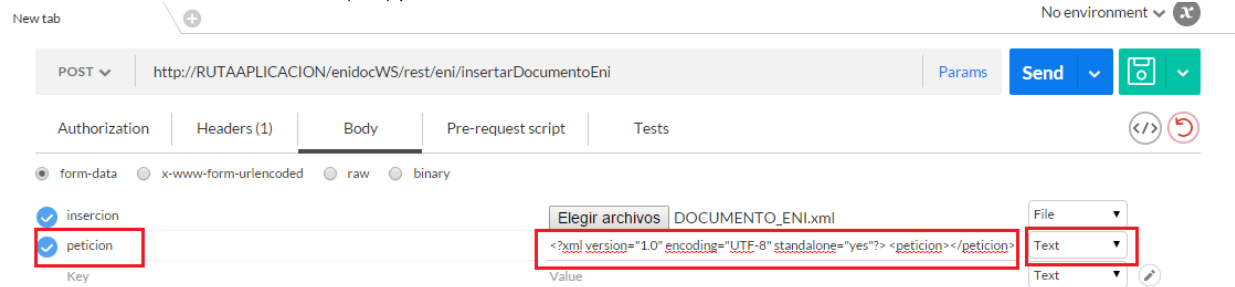 New tab
No environment
POST http://RUTAAPLICACION/enidocWS/rest/eni/insertarDocumentoEni Params Send
Authorization Headers (1) Body Pre-request script Tests </>
form-data x-www-form-urlencoded raw binary
insercion Elegir archivos DOCUMENTO_ENI.xml File
peticion <?xml version="1.0" encoding="UTF-8" standalone="yes"?> <peticion></peticion> Text
Key Value Text